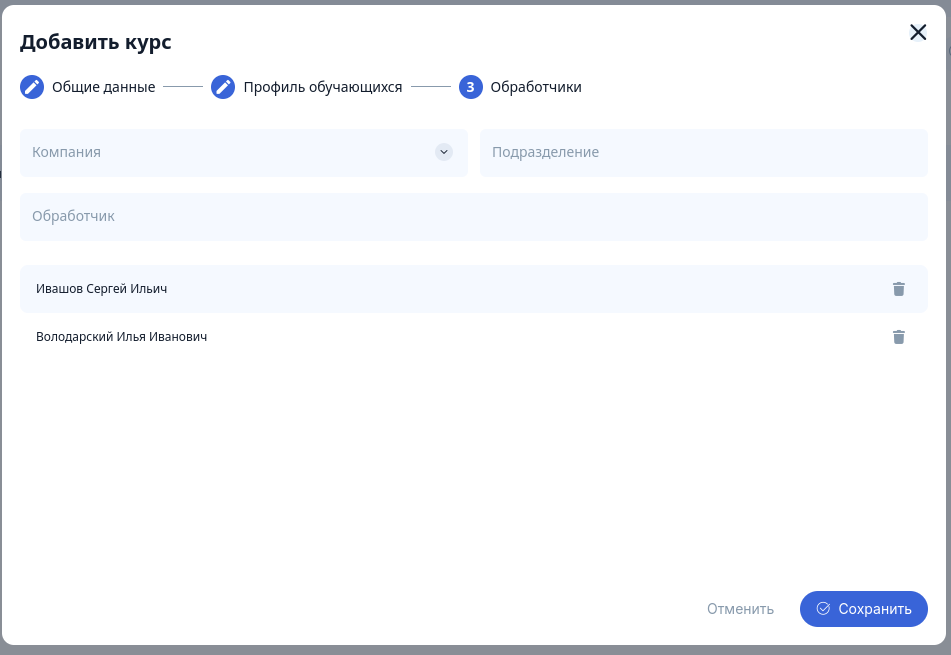 Добавить курс
Общие данные
Профиль обучающихся
3 Обработчики
Компания
Подразделение
Обработчик
Ивашов Сергей Ильич
Володарский Илья Иванович
Отменить
Сохранить